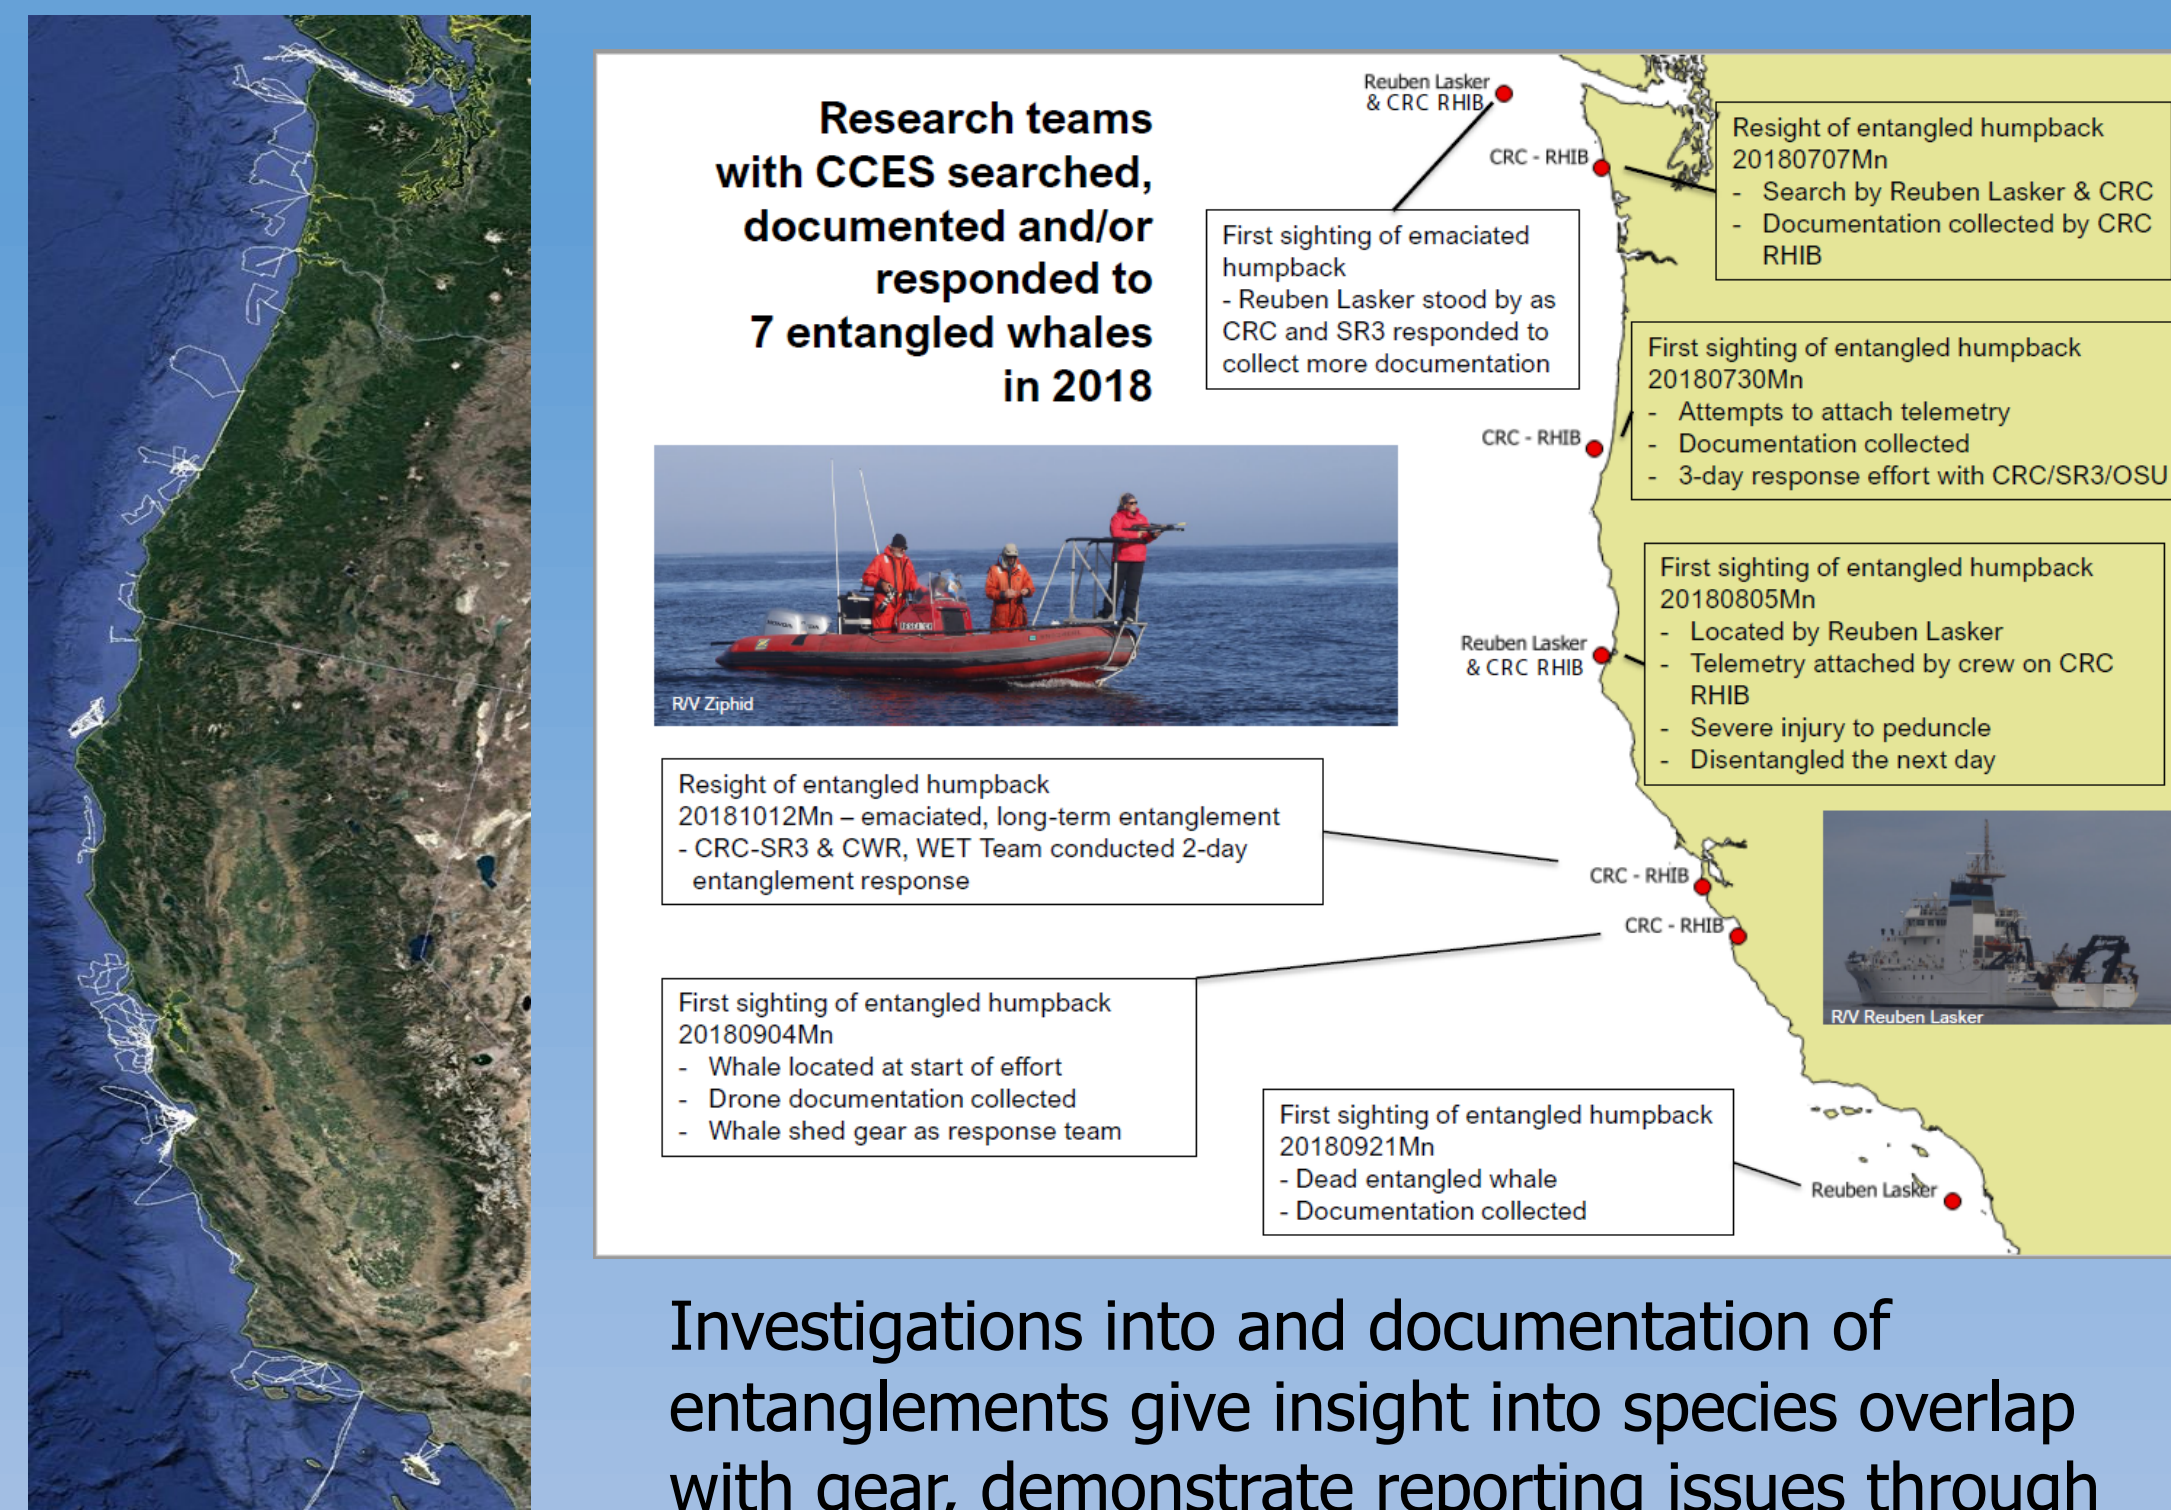 Research teams
with CCES searched,
documented and/or
responded to
7 entangled whales
in 2018
Reuben Lasker
& CRC RHIB
CRC - RHIB
Resight of entangled humpback
20180707Mn
- Search by Reuben Lasker & CRC
- Documentation collected by CRC
RHIB
First sighting of emaciated
humpback
- Reuben Lasker stood by as
CRC and SR3 responded to
collect more documentation
First sighting of entangled humpback
20180730Mn
- Attempts to attach telemetry
- Documentation collected
- 3-day response effort with CRC/SR3/OSU
CRC - RHIB
R/V Ziphid
First sighting of entangled humpback
20180805Mn
- Located by Reuben Lasker
- Telemetry attached by crew on CRC
RHIB
- Severe injury to peduncle
- Disentangled the next day
Reuben Lasker
& CRC RHIB
Resight of entangled humpback
20181012Mn – emaciated, long-term entanglement
- CRC-SR3 & CWR, WET Team conducted 2-day
entanglement response
CRC - RHIB
CRC - RHIB
R/V Reuben Lasker
First sighting of entangled humpback
20180904Mn
- Whale located at start of effort
- Drone documentation collected
- Whale shed gear as response team
First sighting of entangled humpback
20180921Mn
- Dead entangled whale
- Documentation collected
Reuben Lasker
Investigations into and documentation of
entanglements give insight into species overlap
with gear, demonstrate reporting issues through